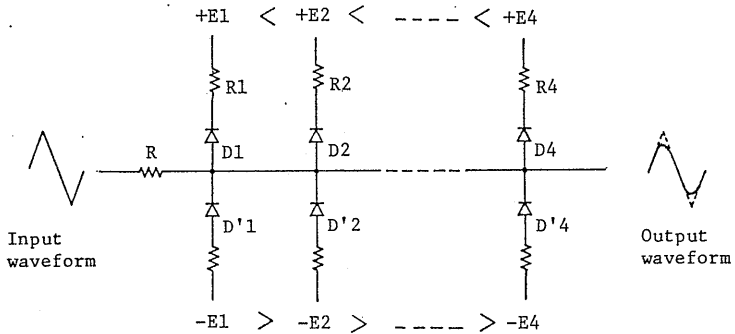 +E1 < +E2 < ---- < +E4
R1 R2 R4
R D1 D2 D4
D'1 D'2 D'4
Input
waveform
Output
waveform
-E1 > -E2 > ---- > -E4